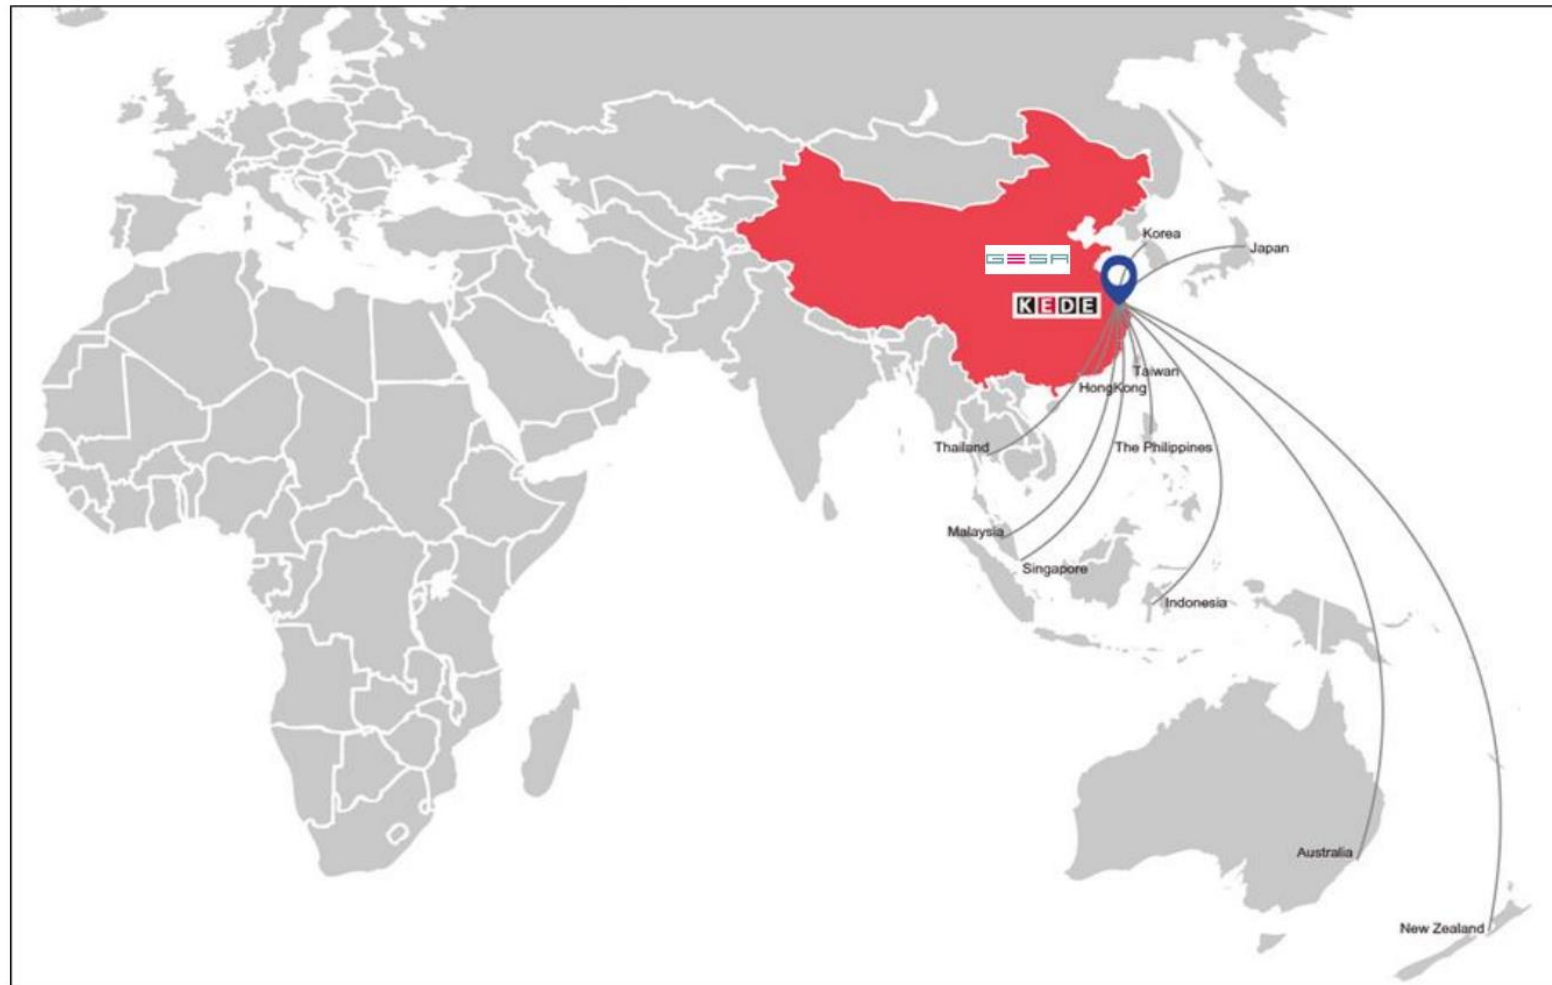 Korea
Japan
GESA
KEDE
Taiwan
HongKong
Thailand
The Philippines
Malaysia
Singapore
Indonesia
Australia
New Zealand